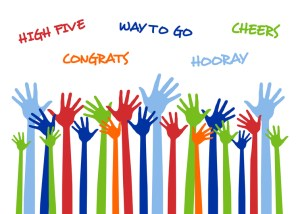 HIGH FIVE
WAY TO GO
CHEERS
CONGRATS
HOORAY